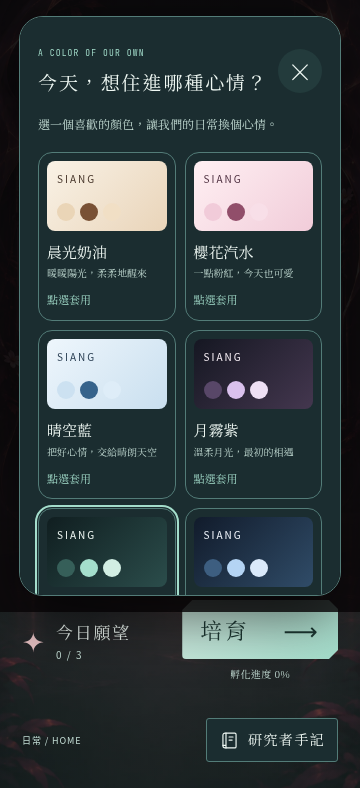 A COLOR OF OUR OWN
今天，想住進哪種心情？
選一個喜歡的顏色，讓我們的日常換個心情。
SIANG
SIANG
晨光奶油
櫻花汽水
暖暖陽光，柔柔地醒來
一點粉紅，今天也可愛
點選套用
點選套用
SIANG
SIANG
晴空藍
月霧紫
把好心情，交給晴朗天空
溫柔月光，最初的相遇
點選套用
點選套用
SIANG
SIANG
今日願望
0 / 3
培育
孵化進度 0%
日常 / HOME
研究者手記